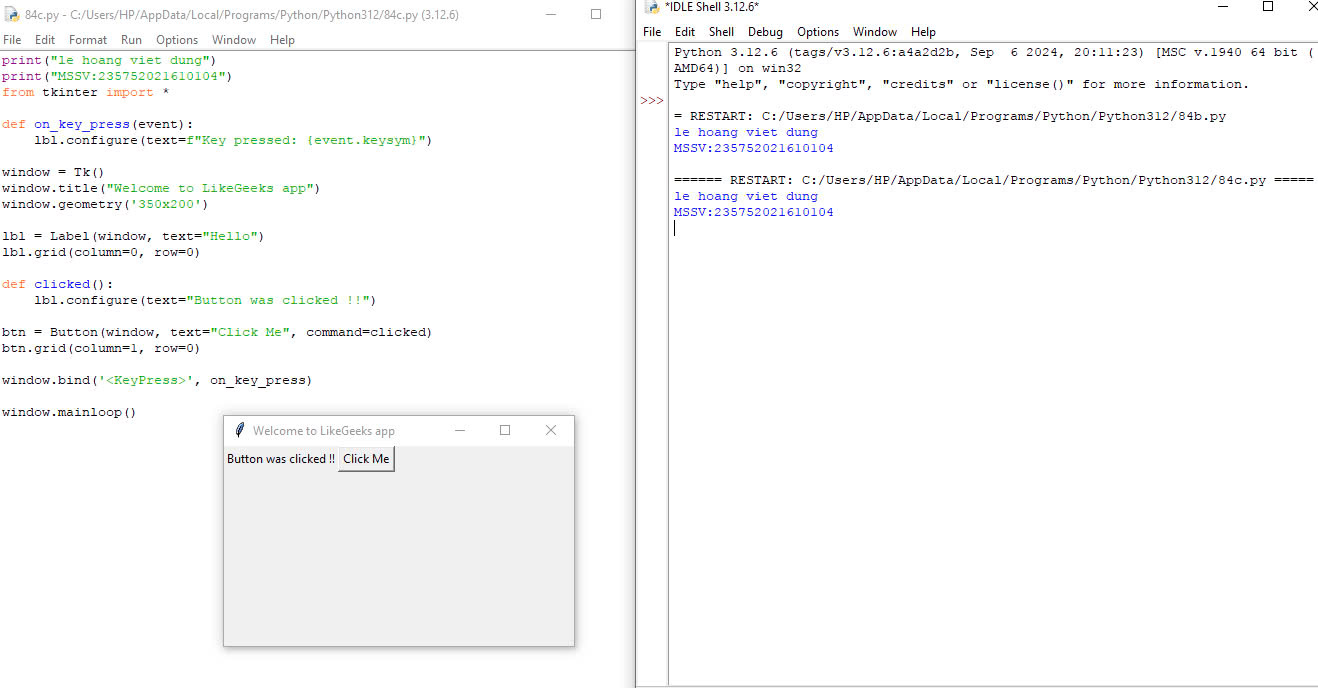 84c.py - C:/Users/HP/AppData/Local/Programs/Python/Python312/84c.py (3.12.6)
File Edit Format Run Options Window Help
print("le hoang viet dung")
print("MSSV:235752021610104")
from tkinter import *
def on_key_press(event):
    lbl.configure(text=f"Key pressed: {event.keysym}")
window = Tk()
window.title("Welcome to LikeGeeks app")
window.geometry('350x200')
lbl = Label(window, text="Hello")
lbl.grid(column=0, row=0)
def clicked():
    lbl.configure(text="Button was clicked !!")
btn = Button(window, text="Click Me", command=clicked)
btn.grid(column=1, row=0)
window.bind('<KeyPress>', on_key_press)
window.mainloop()
Welcome to LikeGeeks app
Button was clicked !! Click Me
*IDLE Shell 3.12.6*
File Edit Shell Debug Options Window Help
Python 3.12.6 (tags/v3.12.6:a4a2d2b, Sep  6 2024, 20:11:23) [MSC v.1940 64 bit (
AMD64)] on win32
Type "help", "copyright", "credits" or "license()" for more information.
>>>
= RESTART: C:/Users/HP/AppData/Local/Programs/Python/Python312/84b.py
le hoang viet dung
MSSV:235752021610104
====== RESTART: C:/Users/HP/AppData/Local/Programs/Python/Python312/84c.py =====
le hoang viet dung
MSSV:235752021610104